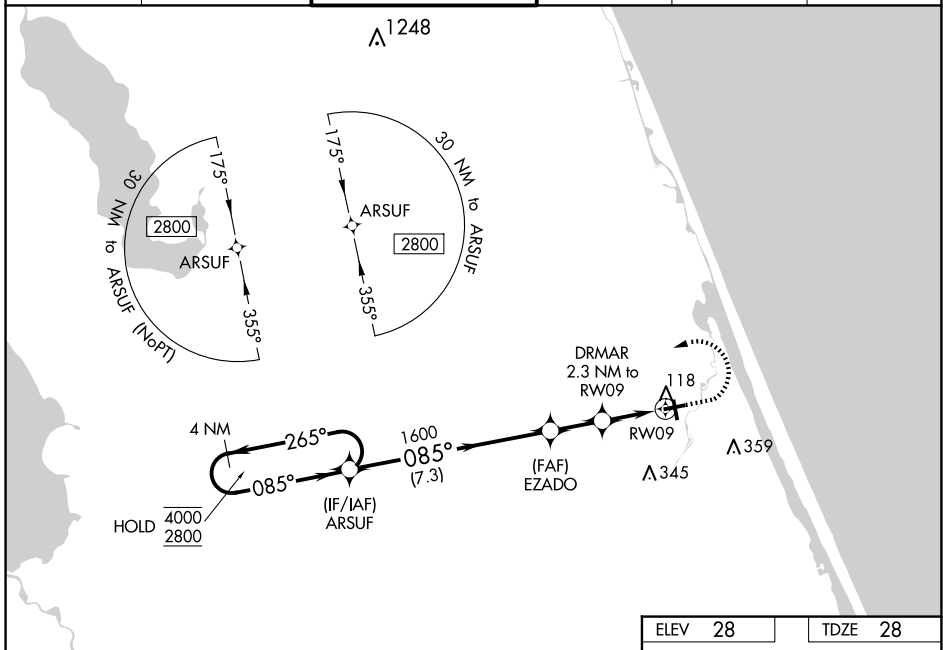 1248
175°
30 NM to ARSUF (NoPT)
2800
ARSUF
355°
175°
30 NM to ARSUF
ARSUF
2800
355°
DRMAR
2.3 NM to
RW09
118
RW09
359
345
4 NM
265°
1600
085°
(7.3)
(FAF)
EZADO
085°
(IF/IAF)
ARSUF
HOLD
4000
2800
ELEV 28
TDZE 28